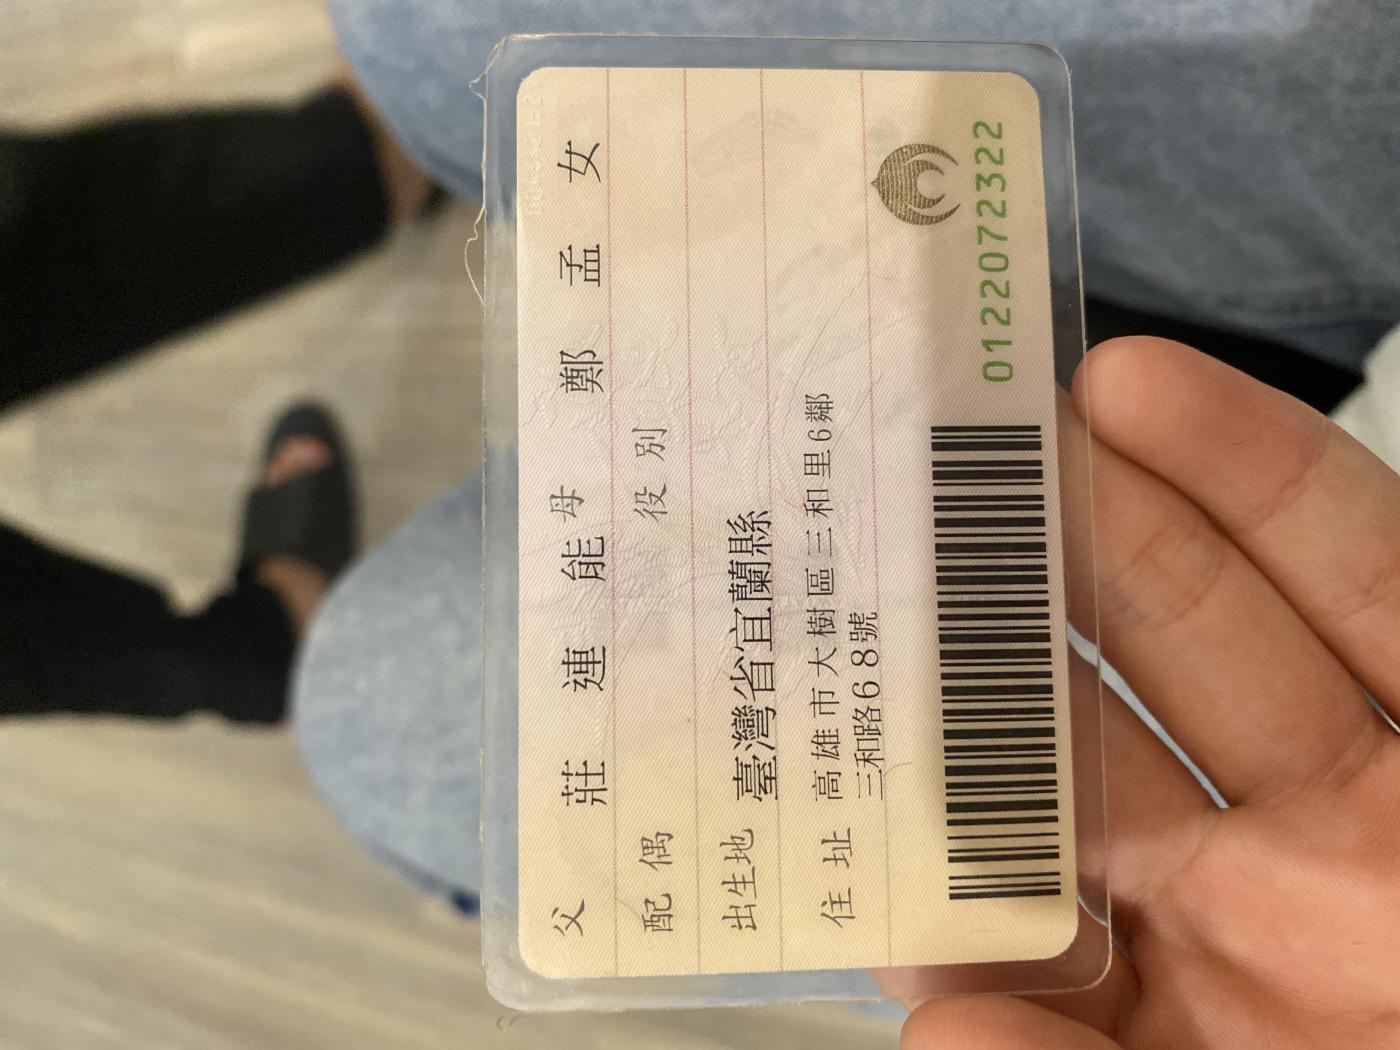 父 莊連能 母 鄭孟女
配偶 役別
出生地 臺灣省宜蘭縣
住址 高雄市大樹區三和里6鄰
三和路68號
0122072322